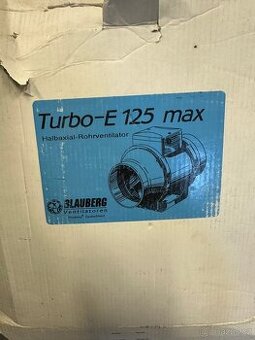 Turbo-E 125 max
Halbaxial-Rohrventilator
BLAUBERG
Ventilatoren